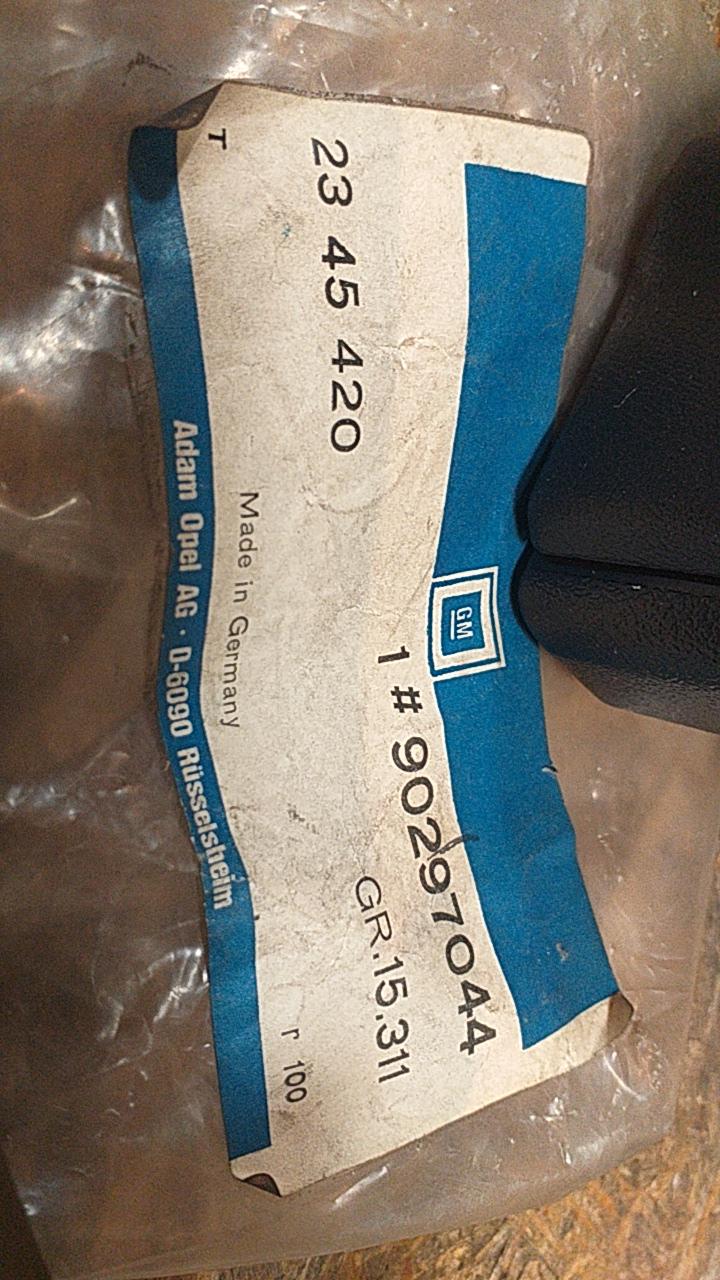 GM
1 # 90297044
23 45 420
GR.15.311
Made in Germany
T
r 100
Adam Opel AG · D-6090 Rüsselsheim